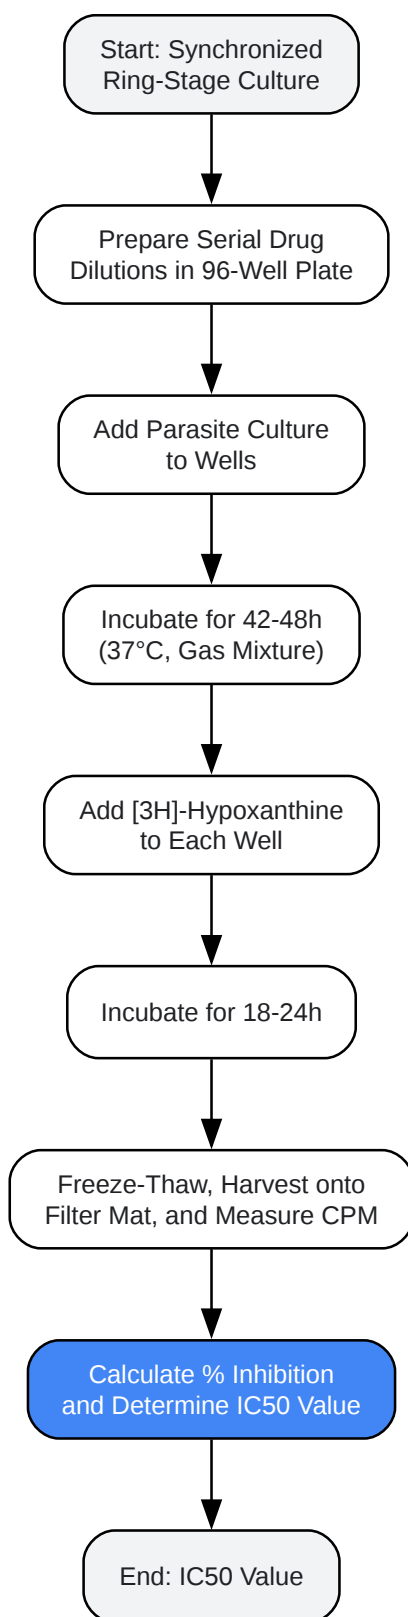 Start: Synchronized
Ring-Stage Culture
Prepare Serial Drug
Dilutions in 96-Well Plate
Add Parasite Culture
to Wells
Incubate for 42-48h
(37°C, Gas Mixture)
Add [3H]-Hypoxanthine
to Each Well
Incubate for 18-24h
Freeze-Thaw, Harvest onto
Filter Mat, and Measure CPM
Calculate % Inhibition
and Determine IC50 Value
End: IC50 Value